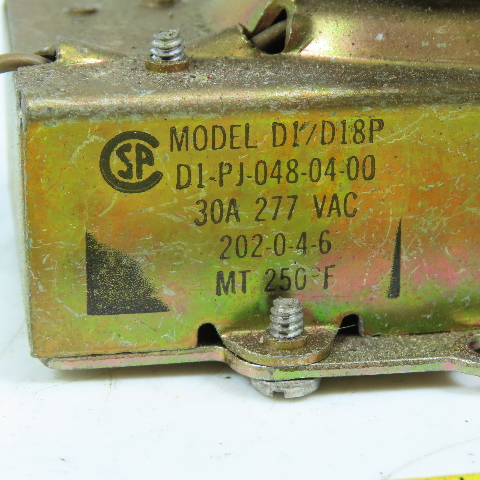 SP
MODEL D1/D18P
D1-PJ-048-04-00
30A 277 VAC
202-0-4-6
MT 250°F